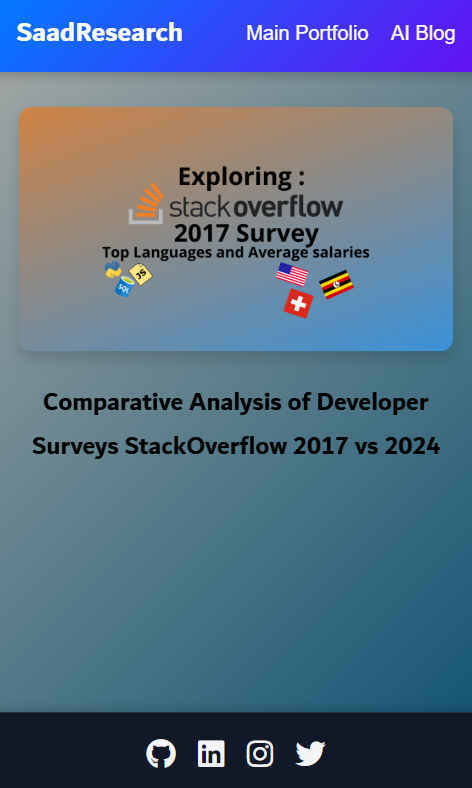 SaadResearch Main Portfolio AI Blog
Exploring :
stackoverflow
2017 Survey
Top Languages and Average salaries
JS
SQL
Comparative Analysis of Developer
Surveys StackOverflow 2017 vs 2024
in